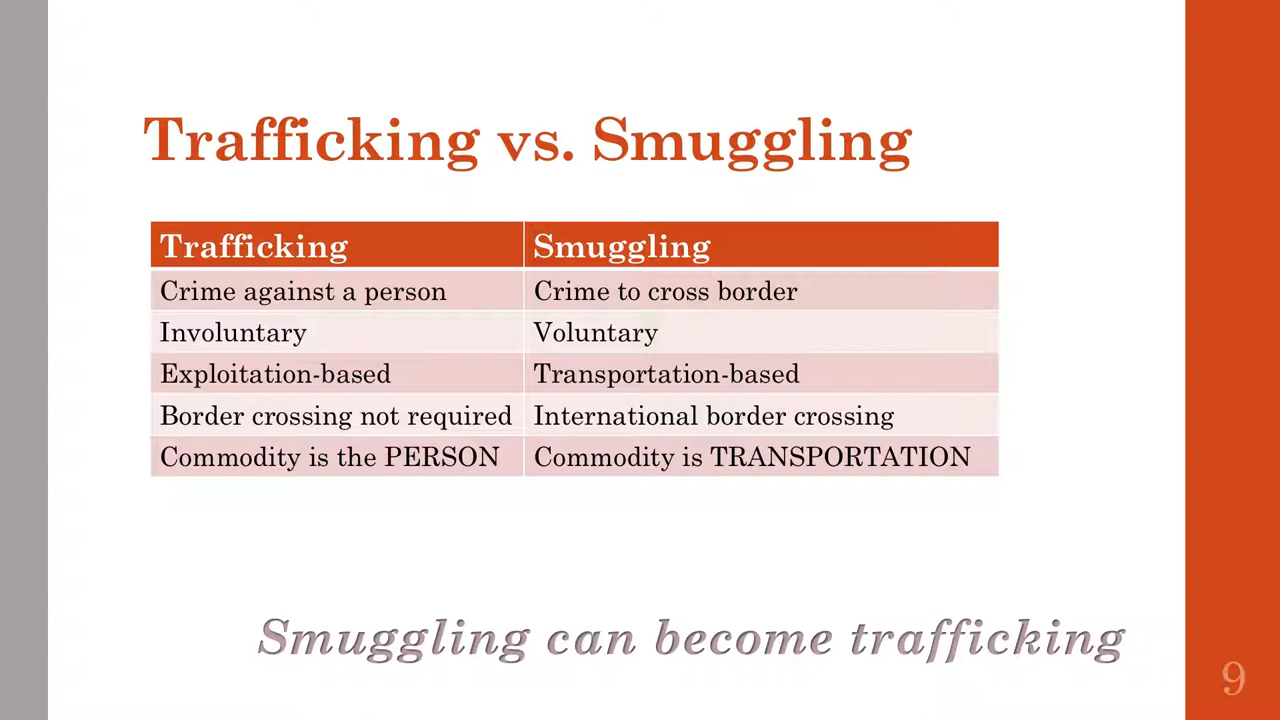 Trafficking vs. Smuggling
Trafficking Smuggling
Crime against a person Crime to cross border
Involuntary Voluntary
Exploitation-based Transportation-based
Border crossing not required International border crossing
Commodity is the PERSON Commodity is TRANSPORTATION
Smuggling can become trafficking
9